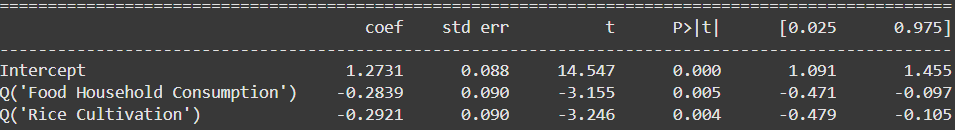 coef std err t P>|t| [0.025 0.975]
Intercept 1.2731 0.088 14.547 0.000 1.091 1.455
Q('Food Household Consumption') -0.2839 0.090 -3.155 0.005 -0.471 -0.097
Q('Rice Cultivation') -0.2921 0.090 -3.246 0.004 -0.479 -0.105